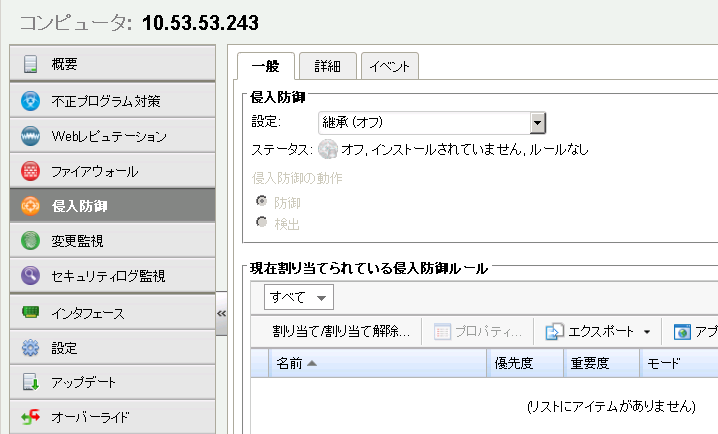 コンピュータ: 10.53.53.243
概要
不正プログラム対策
Webレピュテーション
ファイアウォール
侵入防御
変更監視
セキュリティログ監視
インタフェース
設定
アップデート
オーバーライド
«
一般 詳細 イベント
侵入防御
設定: 継承 (オフ)
ステータス: オフ, インストールされていません, ルールなし
侵入防御の動作
防御
検出
現在割り当てられている侵入防御ルール
すべて
割り当て/割り当て解除... プロパティ... エクスポート アプ
名前 優先度 重要度 モード
(リストにアイテムがありません)